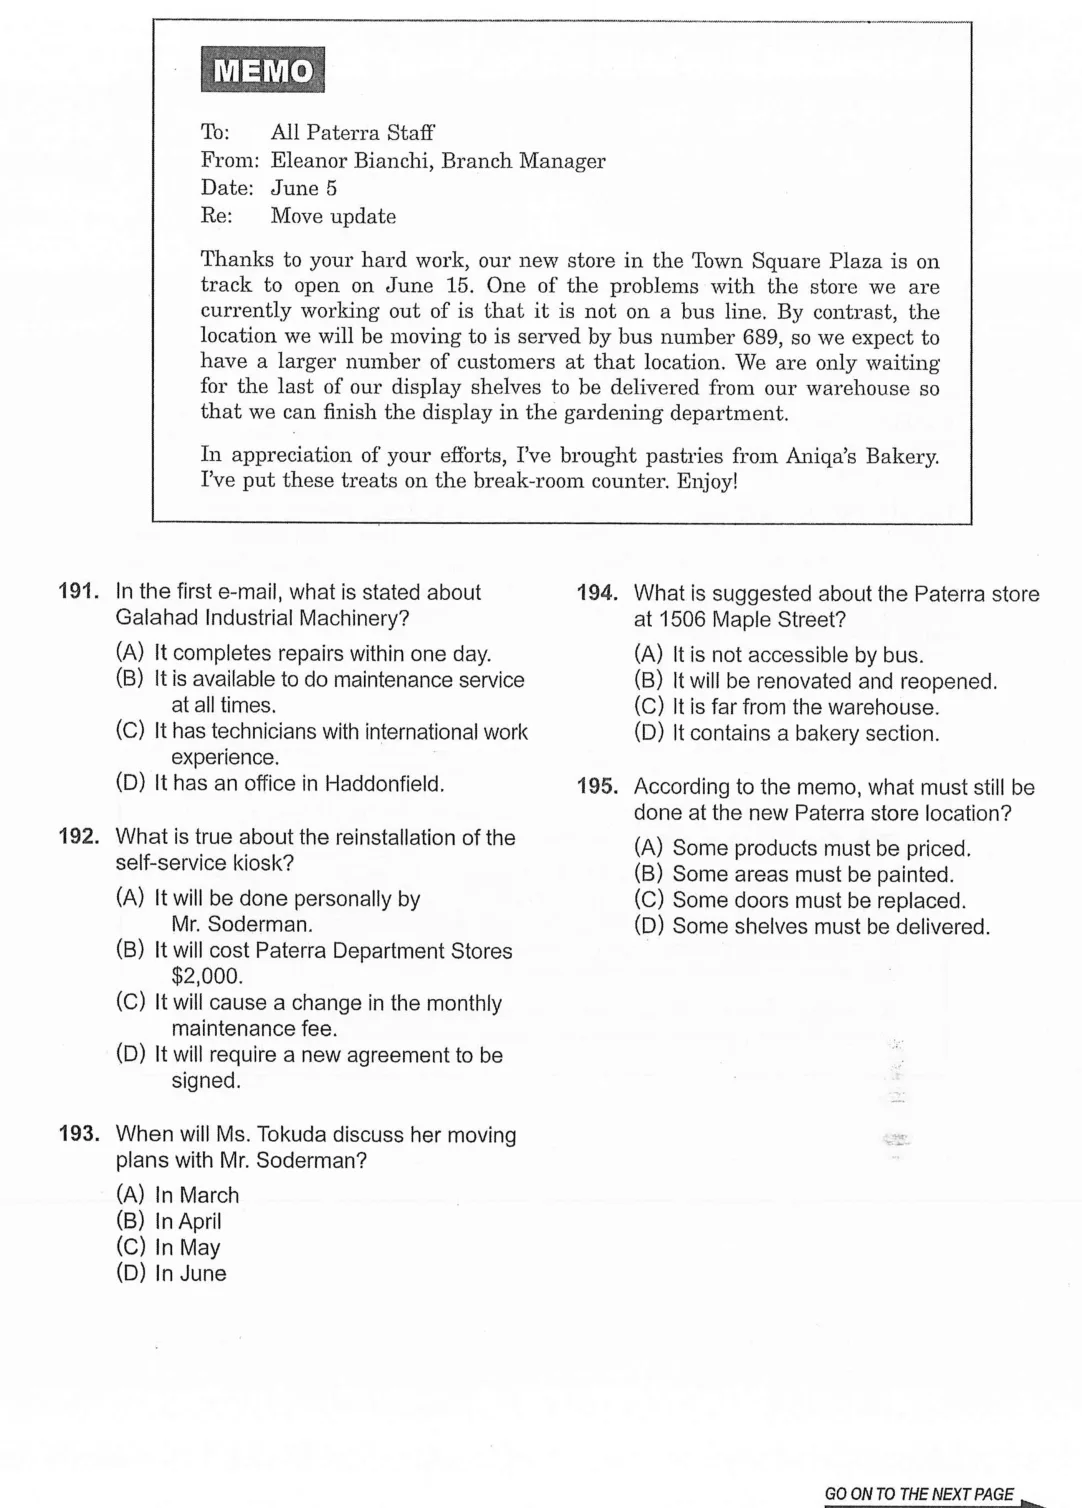 MEMO
To: All Paterra Staff
From: Eleanor Bianchi, Branch Manager
Date: June 5
Re: Move update
Thanks to your hard work, our new store in the Town Square Plaza is on
track to open on June 15. One of the problems with the store we are
currently working out of is that it is not on a bus line. By contrast, the
location we will be moving to is served by bus number 689, so we expect to
have a larger number of customers at that location. We are only waiting
for the last of our display shelves to be delivered from our warehouse so
that we can finish the display in the gardening department.
In appreciation of your efforts, I've brought pastries from Aniqa's Bakery.
I've put these treats on the break-room counter. Enjoy!
191. In the first e-mail, what is stated about
Galahad Industrial Machinery?
(A) It completes repairs within one day.
(B) It is available to do maintenance service
at all times.
(C) It has technicians with international work
experience.
(D) It has an office in Haddonfield.
192. What is true about the reinstallation of the
self-service kiosk?
(A) It will be done personally by
Mr. Soderman.
(B) It will cost Paterra Department Stores
$2,000.
(C) It will cause a change in the monthly
maintenance fee.
(D) It will require a new agreement to be
signed.
193. When will Ms. Tokuda discuss her moving
plans with Mr. Soderman?
(A) In March
(B) In April
(C) In May
(D) In June
194. What is suggested about the Paterra store
at 1506 Maple Street?
(A) It is not accessible by bus.
(B) It will be renovated and reopened.
(C) It is far from the warehouse.
(D) It contains a bakery section.
195. According to the memo, what must still be
done at the new Paterra store location?
(A) Some products must be priced.
(B) Some areas must be painted.
(C) Some doors must be replaced.
(D) Some shelves must be delivered.
GO ON TO THE NEXT PAGE